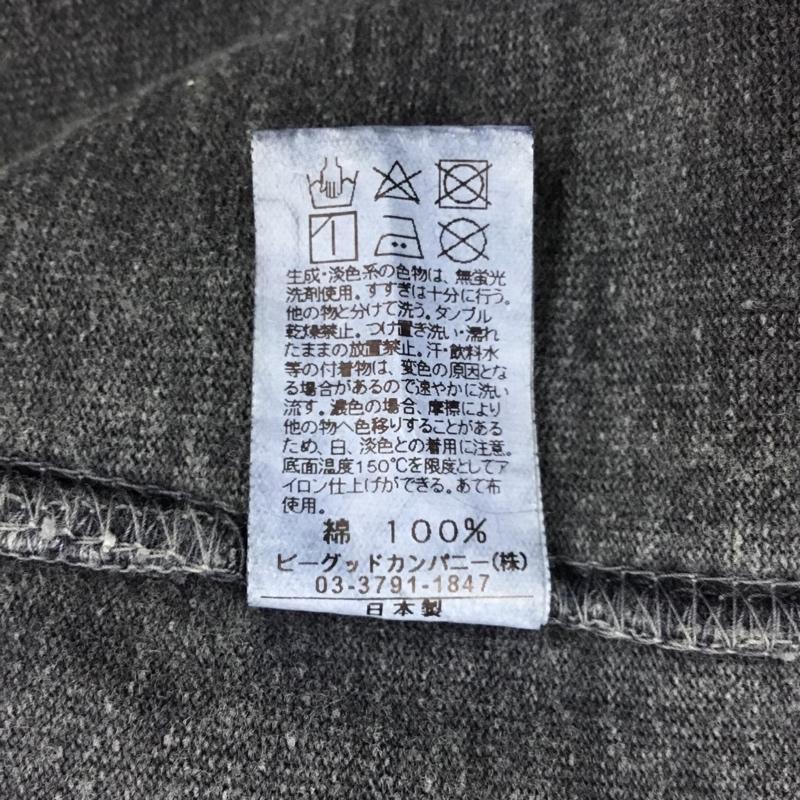 生成・淡色系の色物は、無蛍光
洗剤使用。すすぎは十分に行う。
他の物と分けて洗う。タンブル
乾燥禁止。つけ置き洗い・濡れ
たままの放置禁止。汗・飲料水
等の付着物は、変色の原因とな
る場合があるので速やかに洗い
流す。濃色の場合、摩擦により
他の物へ色移りすることがある
ため、白、淡色との着用に注意。
底面温度150℃を限度としてア
イロン仕上げができる。あて布
使用。
綿 100%
ビーグッドカンパニー(株)
03-3791-1847
日本製